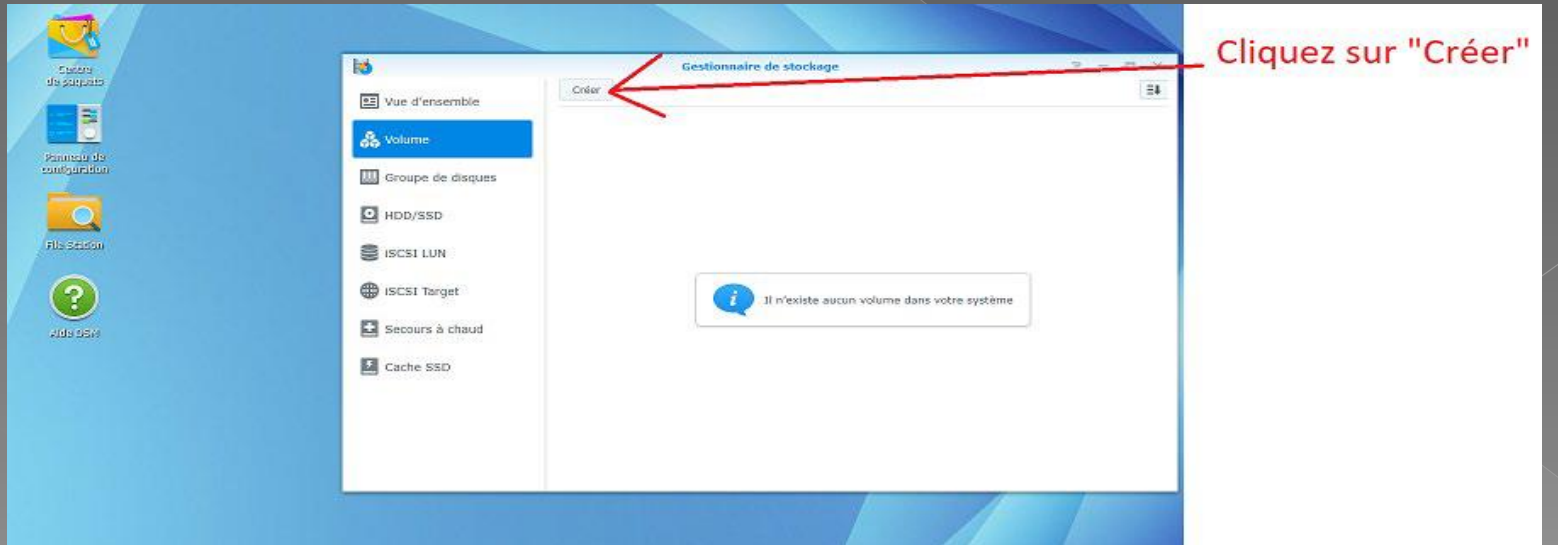 Centre
de paquets
Panneau de
configuration
File Station
Aide DSM
Gestionnaire de stockage
Créer
Vue d'ensemble
Volume
Groupe de disques
HDD/SSD
iSCSI LUN
iSCSI Target
Secours à chaud
Cache SSD
Il n'existe aucun volume dans votre système
Cliquez sur "Créer"